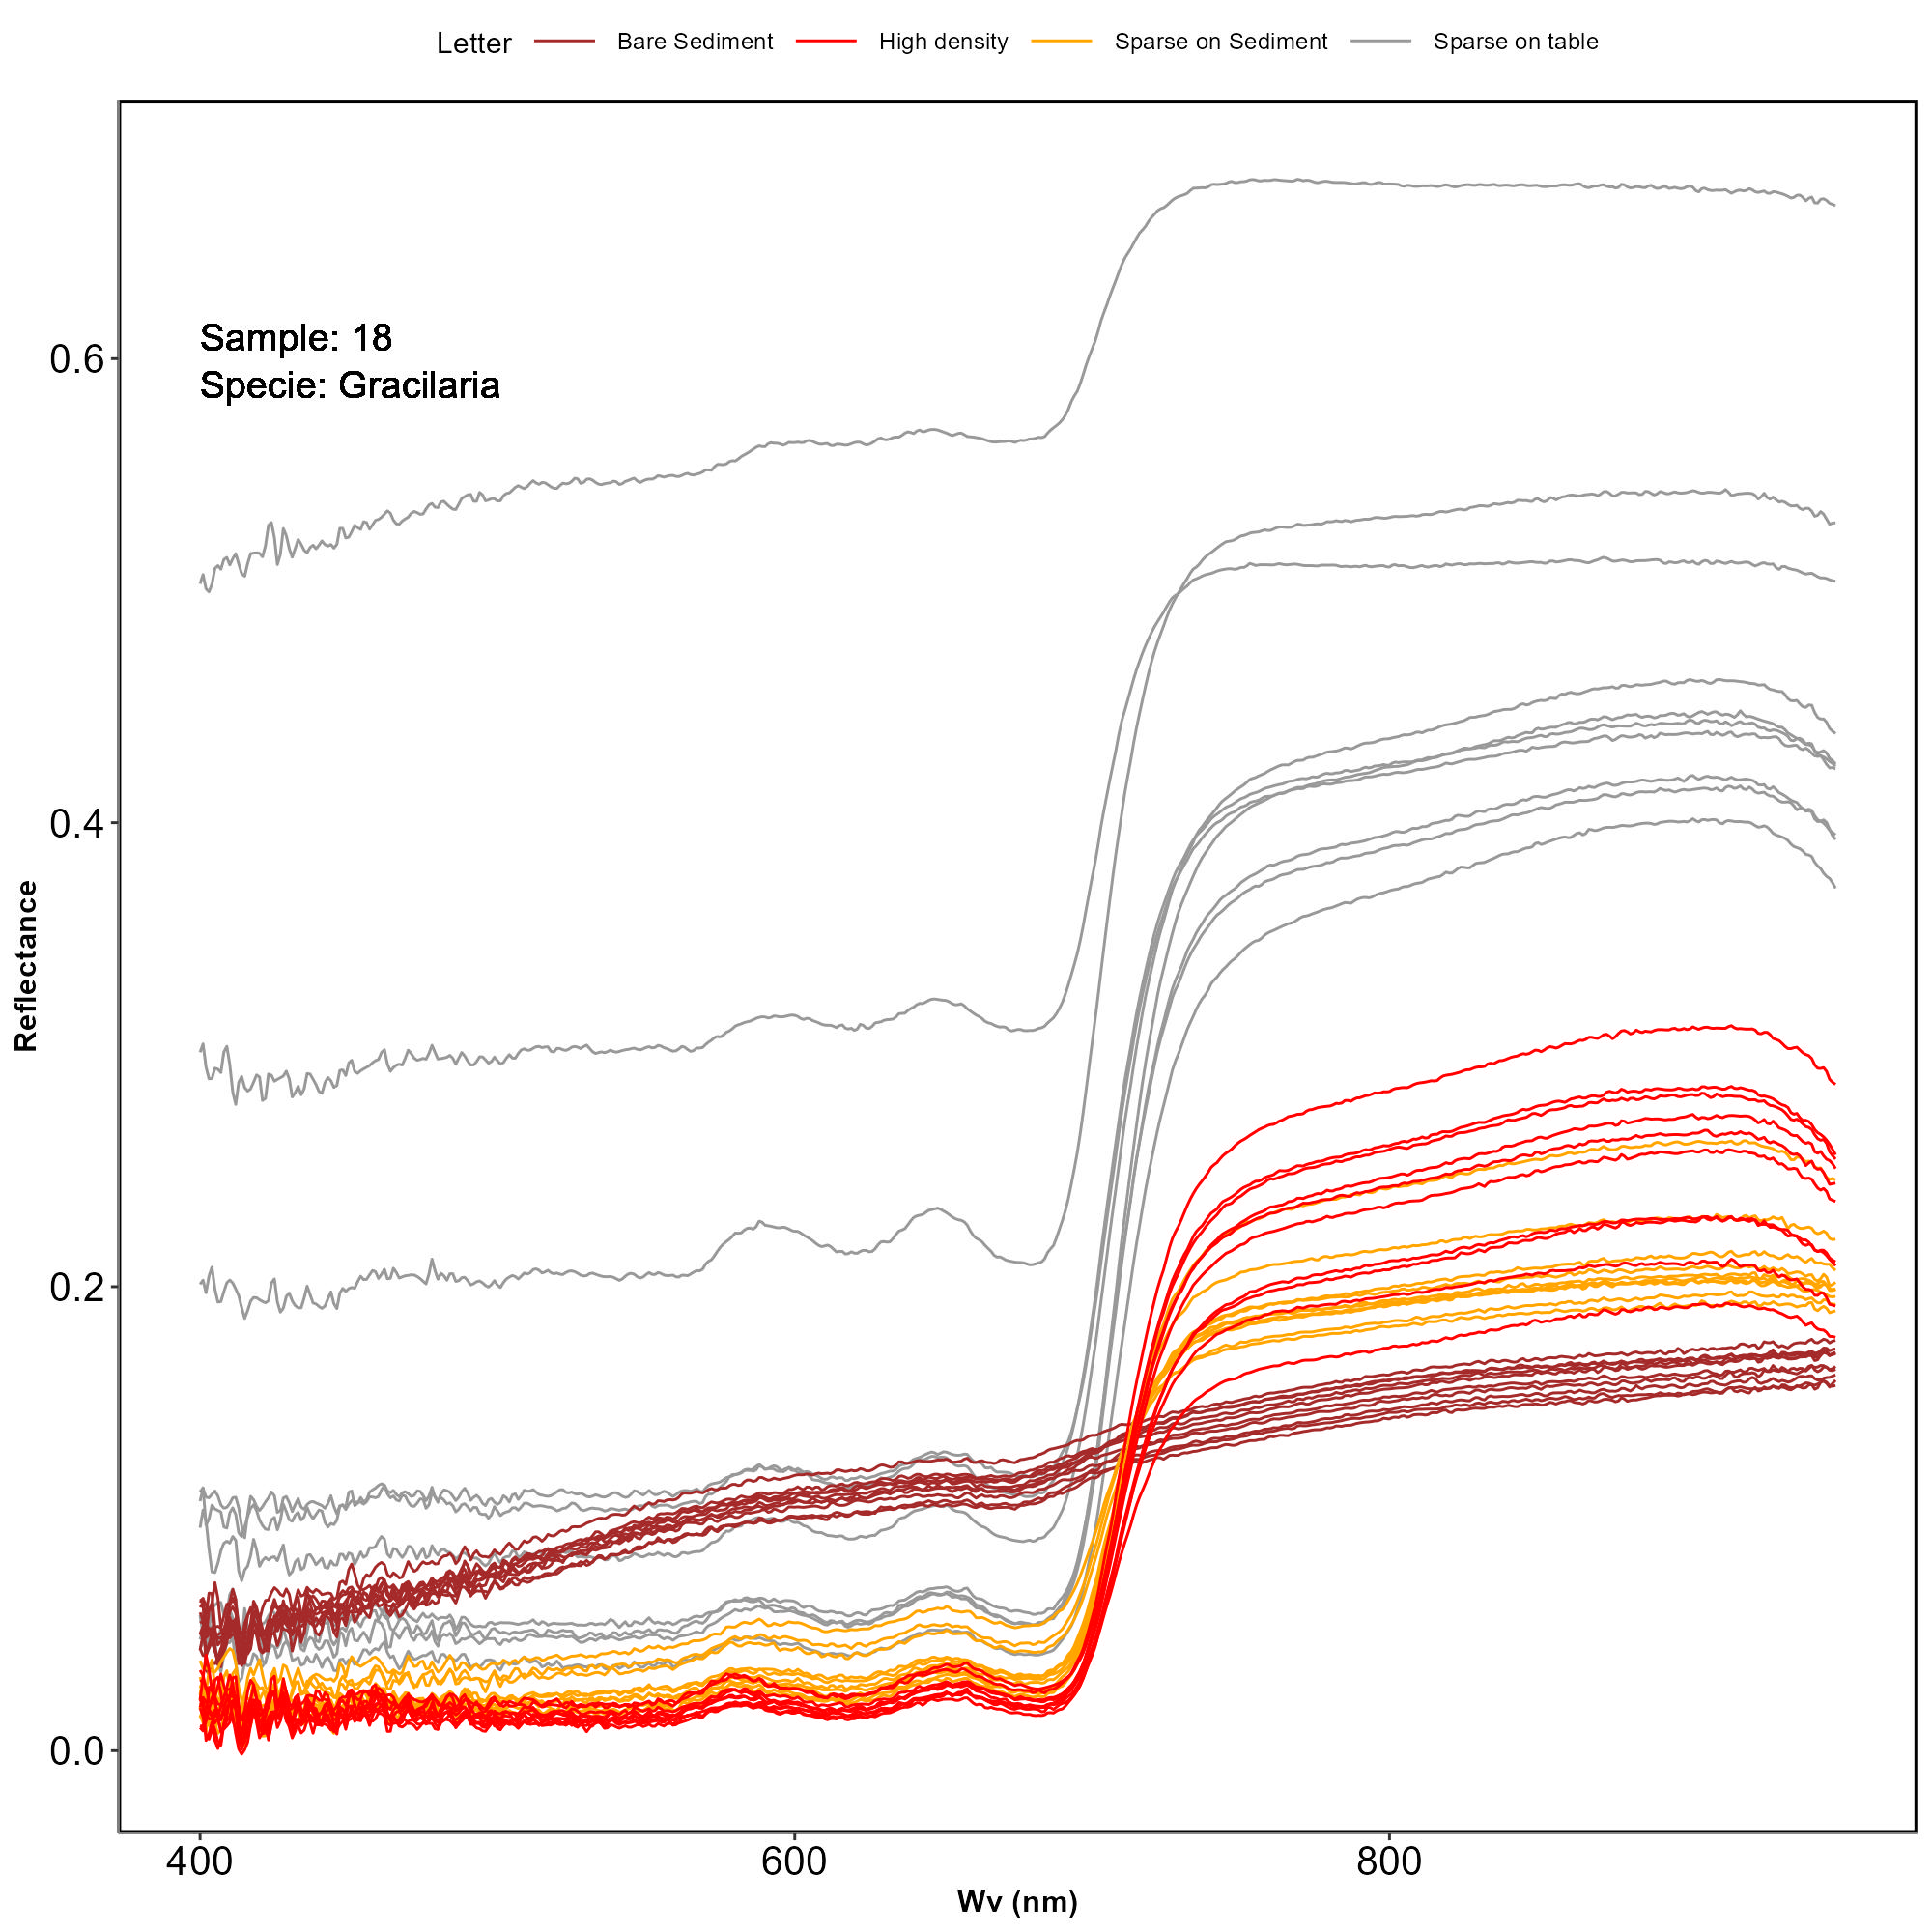 Letter Bare Sediment High density Sparse on Sediment Sparse on table
Sample: 18
Specie: Gracilaria
0.6
0.4
0.2
0.0
Reflectance
400 600 800
Wv (nm)